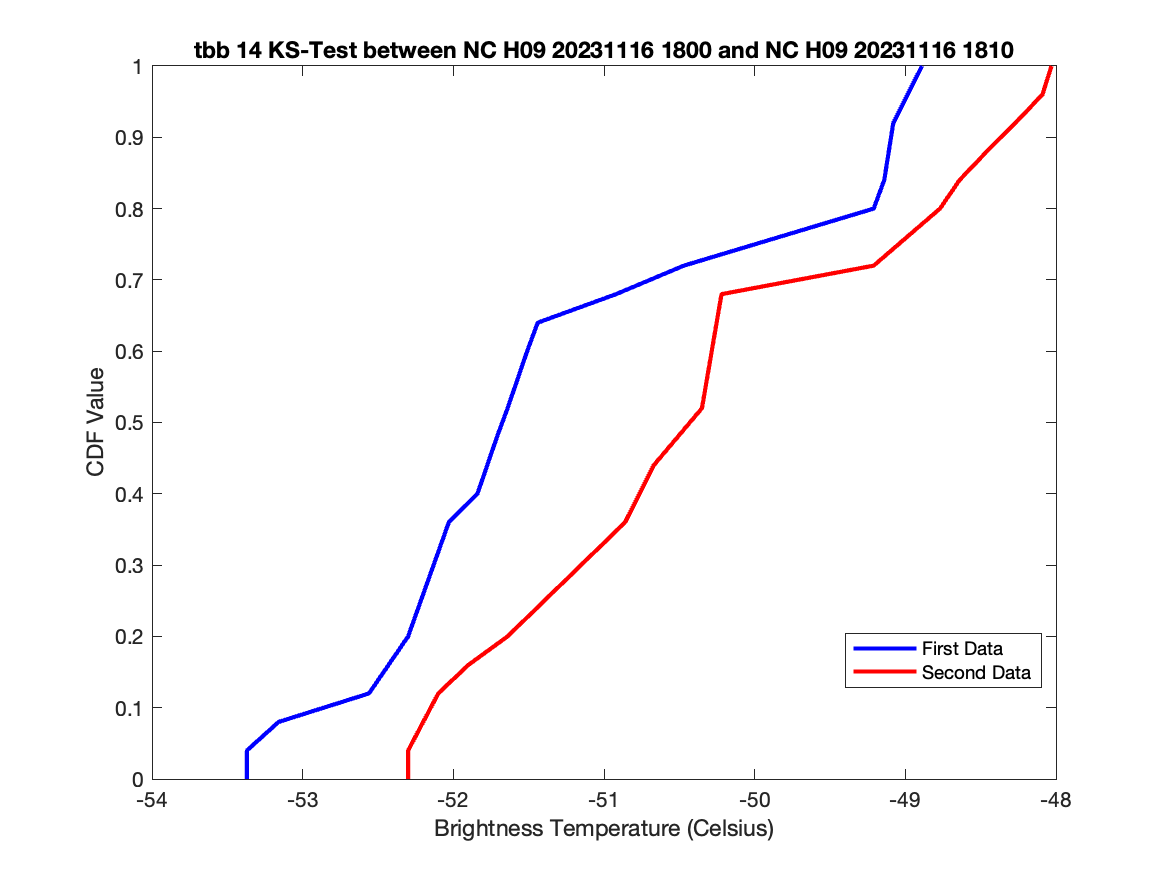 tbb 14 KS-Test between NC H09 20231116 1800 and NC H09 20231116 1810
1
0.9
0.8
0.7
0.6
0.5
0.4
0.3
0.2
0.1
0
CDF Value
First Data
Second Data
-54 -53 -52 -51 -50 -49 -48
Brightness Temperature (Celsius)